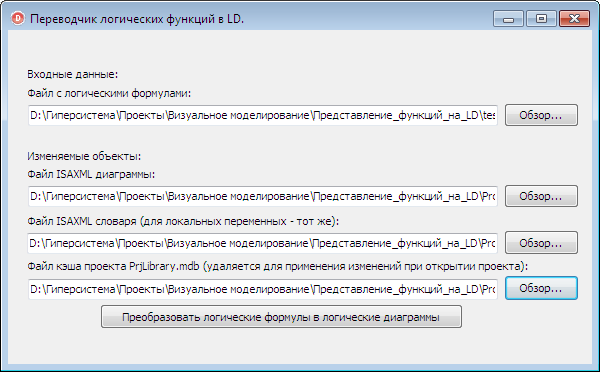 Переводчик логических функций в LD.
Входные данные:
Файл с логическими формулами:
D:\Гиперсистема\Проекты\Визуальное моделирование\Представление_функций_на_LD\tes
Обзор...
Изменяемые объекты:
Файл ISAXML диаграммы:
D:\Гиперсистема\Проекты\Визуальное моделирование\Представление_функций_на_LD\Pro
Обзор...
Файл ISAXML словаря (для локальных переменных - тот же):
D:\Гиперсистема\Проекты\Визуальное моделирование\Представление_функций_на_LD\Pro
Обзор...
Файл кэша проекта PrjLibrary.mdb (удаляется для применения изменений при открытии проекта):
D:\Гиперсистема\Проекты\Визуальное моделирование\Представление_функций_на_LD\Pro
Обзор...
Преобразовать логические формулы в логические диаграммы